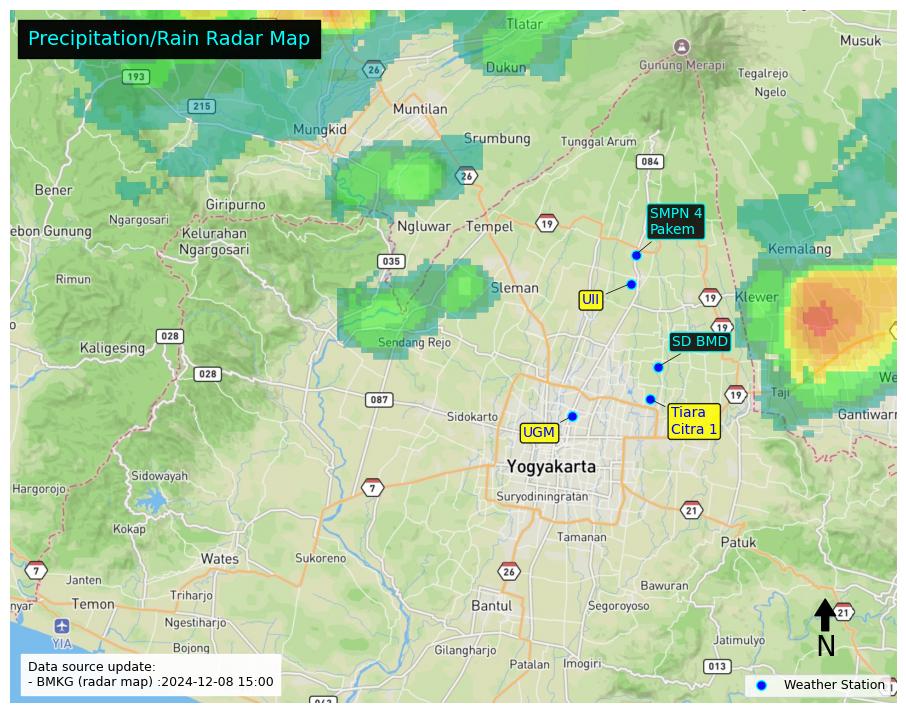 Precipitation/Rain Radar Map
Tlatar
Musuk
193
26
Dukun
Gunung Merapi
Tegalrejo
Ngelo
215
Muntilan
Mungkid
Srumbung
Tunggal Arum
084
Bener
26
Giripurno
Ngargosari
SMPN 4
Pakem
Ngluwar
Tempel
19
ebon Gunung
Kelurahan
Ngargosari
Kemalang
035
Rimun
Sleman
UII
19
Klewer
19
028
Sendang Rejo
SD BMD
Kaligesing
We
028
Taji
087
19
Sidokarto
Tiara
Citra 1
Gantiwarn
UGM
Yogyakarta
Sidowayah
Hargorojo
7
Suryodiningratan
21
Kokap
Tamanan
Patuk
Wates
Sukoreno
7
26
Janten
Bawuran
Triharjo
nyar
Temon
Bantul
Segoroyoso
21
Ngestiharjo
YIA
Jatimulyo
N
Bojong
Gilangharjo
Patalan
Imogiri
013
Data source update:
- BMKG (radar map) :2024-12-08 15:00
Weather Station